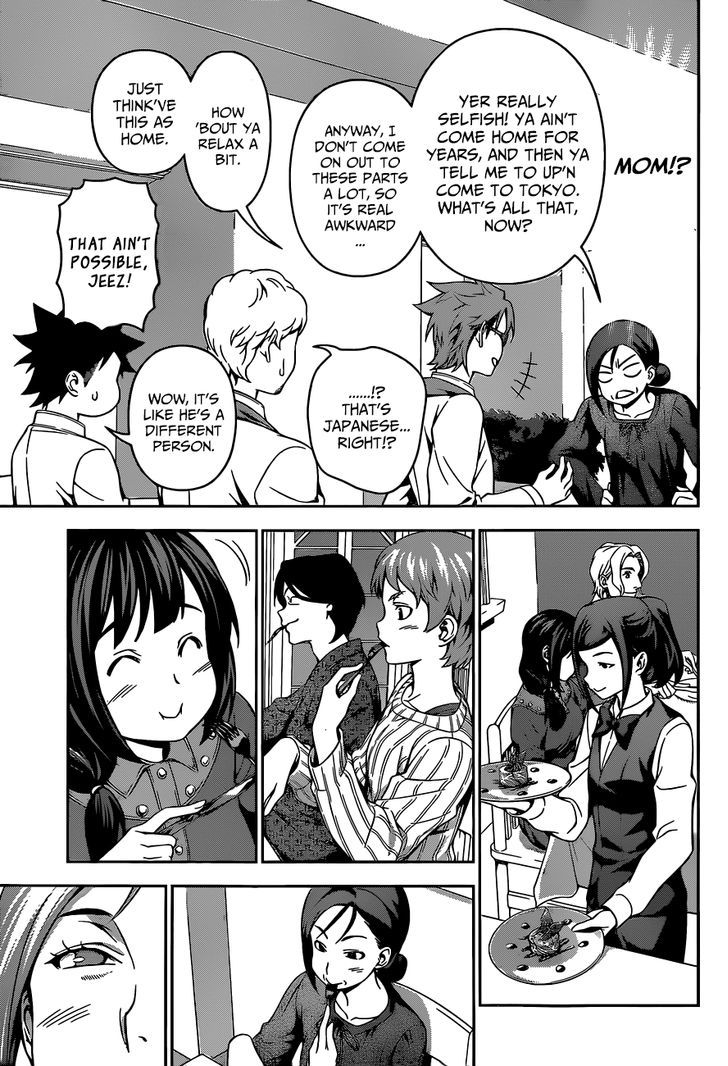 MOM!?
YER REALLY
SELFISH! YA AIN'T
COME HOME FOR
YEARS, AND THEN YA
TELL ME TO UP'N
COME TO TOKYO.
WHAT'S ALL THAT,
NOW?
ANYWAY, I
DON'T COME
ON OUT TO
THESE PARTS
A LOT, SO
IT'S REAL
AWKWARD
...
HOW
'BOUT YA
RELAX A
BIT.
JUST
THINK'VE
THIS AS
HOME.
THAT AIN'T
POSSIBLE,
JEEZ!
......!?
THAT'S
JAPANESE...
RIGHT!?
WOW, IT'S
LIKE HE'S A
DIFFERENT
PERSON.